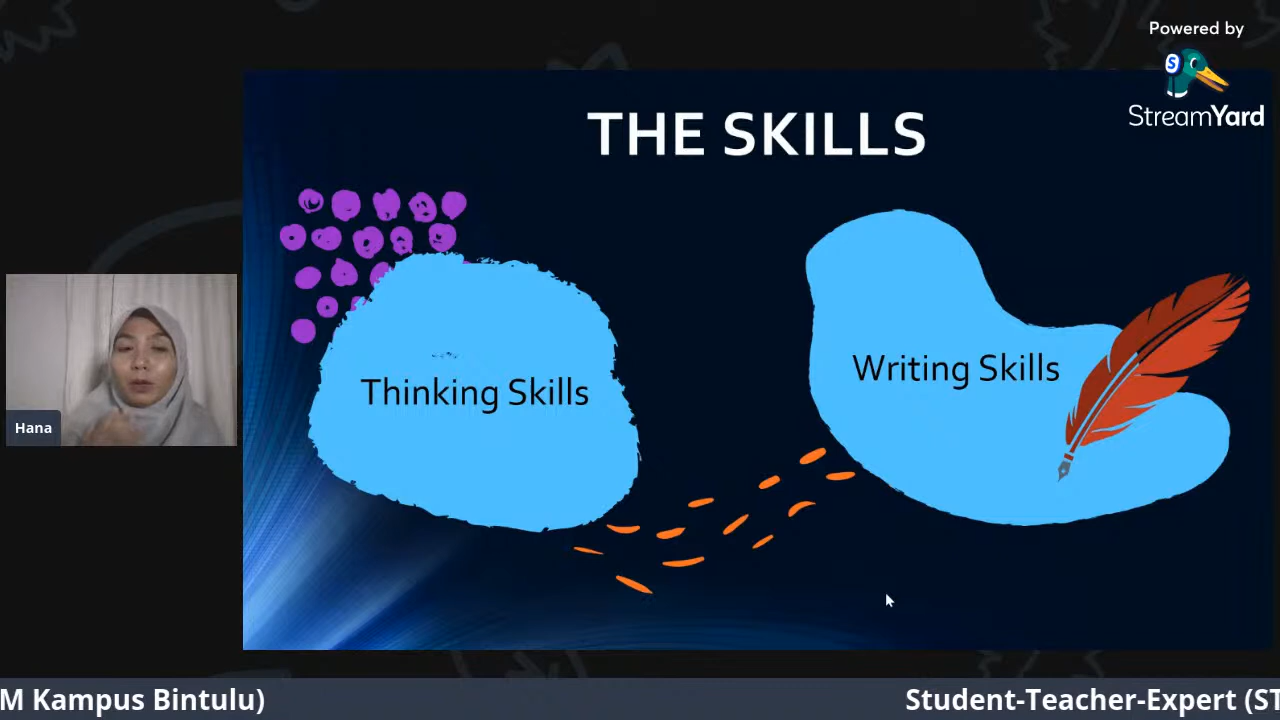 Powered by
StreamYard
THE SKILLS
Thinking Skills
Writing Skills
Hana
M Kampus Bintulu)
Student-Teacher-Expert (ST